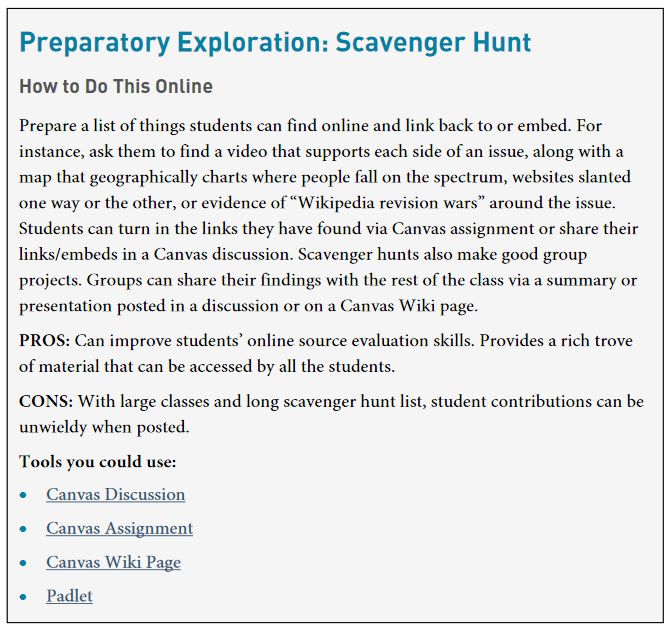 Preparatory Exploration: Scavenger Hunt
How to Do This Online
Prepare a list of things students can find online and link back to or embed. For
instance, ask them to find a video that supports each side of an issue, along with a
map that geographically charts where people fall on the spectrum, websites slanted
one way or the other, or evidence of “Wikipedia revision wars” around the issue.
Students can turn in the links they have found via Canvas assignment or share their
links/embeds in a Canvas discussion. Scavenger hunts also make good group
projects. Groups can share their findings with the rest of the class via a summary or
presentation posted in a discussion or on a Canvas Wiki page.
PROS: Can improve students’ online source evaluation skills. Provides a rich trove
of material that can be accessed by all the students.
CONS: With large classes and long scavenger hunt list, student contributions can be
unwieldy when posted.
Tools you could use:
• Canvas Discussion
• Canvas Assignment
• Canvas Wiki Page
• Padlet